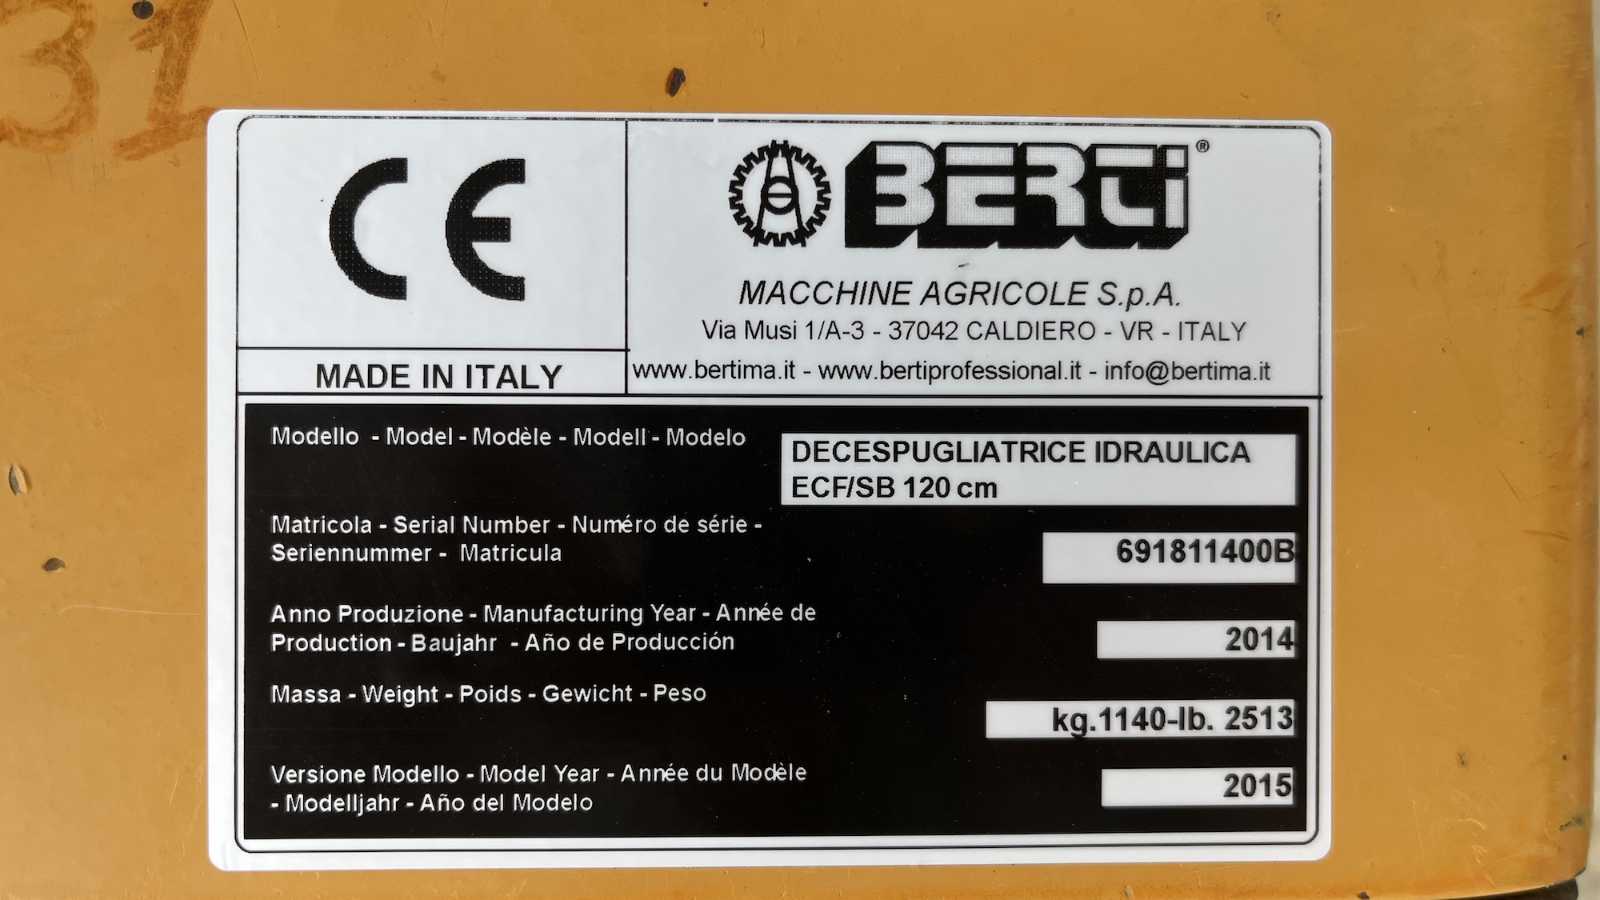 31
CE
MADE IN ITALY
BERTI®
MACCHINE AGRICOLE S.p.A.
Via Musi 1/A-3 - 37042 CALDIERO - VR - ITALY
www.bertima.it - www.bertiprofessional.it - info@bertima.it
Modello - Model - Modèle - Modell - Modelo
DECESPUGLIATRICE IDRAULICA
ECF/SB 120 cm
Matricola - Serial Number - Numéro de série -
Seriennummer - Matricula
691811400B
Anno Produzione - Manufacturing Year - Année de
Production - Baujahr - Año de Producción
2014
Massa - Weight - Poids - Gewicht - Peso
kg.1140-lb. 2513
Versione Modello - Model Year - Année du Modèle
- Modelljahr - Año del Modelo
2015